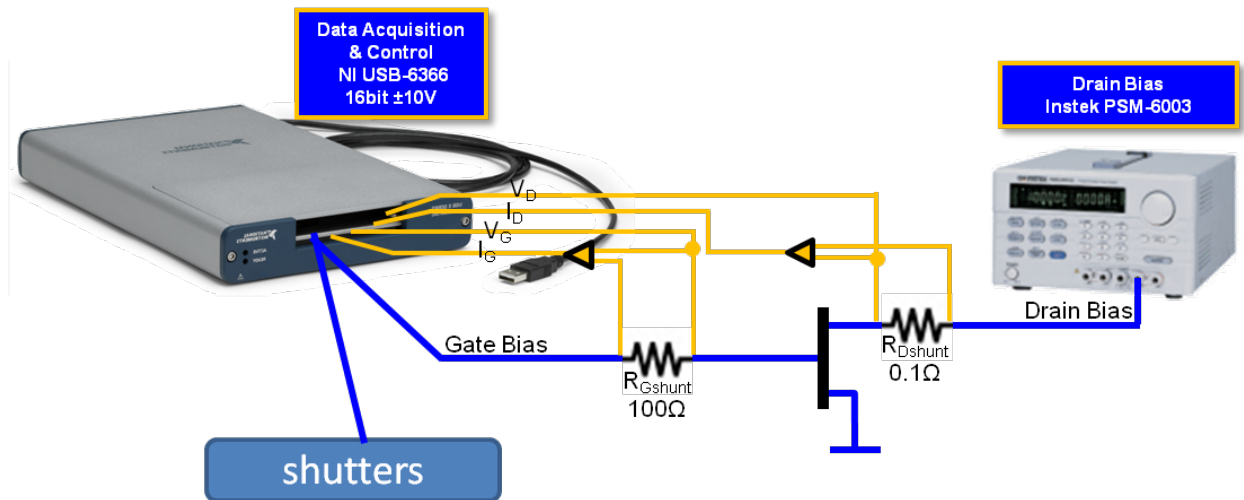 Data Acquisition
& Control
NI USB-6366
16bit ±10V
Drain Bias
Instek PSM-6003
V_D
I_D
V_G
I_G
Drain Bias
Gate Bias
R_Dshunt
0.1Ω
R_Gshunt
100Ω
shutters